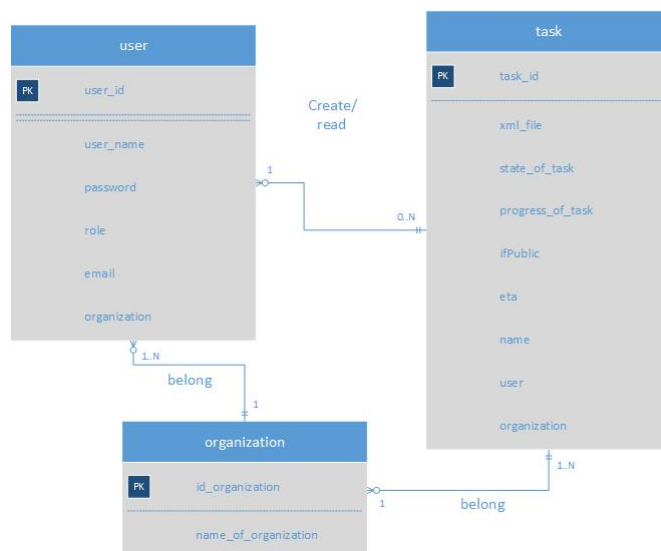 user
PK
user_id
user_name
password
role
email
organization
Create/
read
1
0..N
task
PK
task_id
xml_file
state_of_task
progress_of_task
ifPublic
eta
name
user
organization
1..N
belong
1
organization
PK
id_organization
name_of_organization
1..N
belong
1